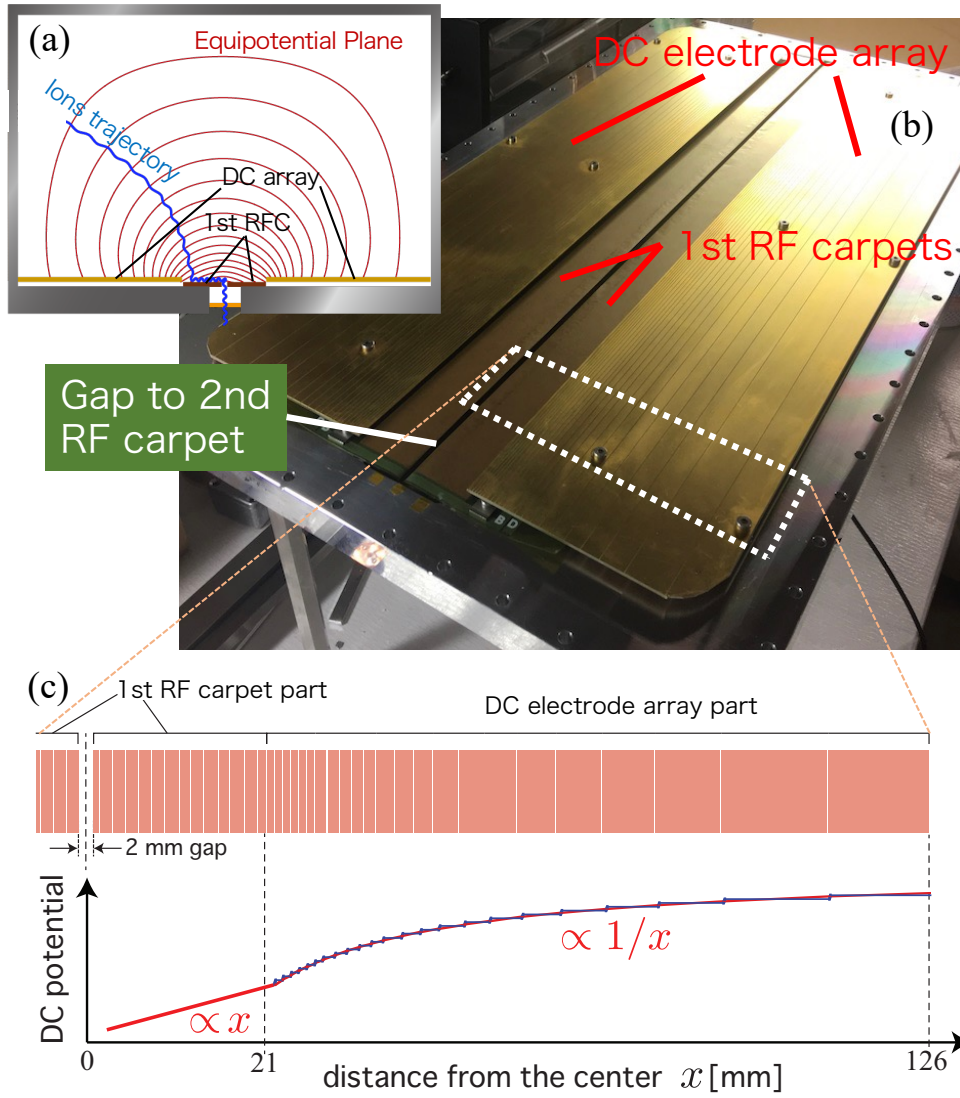 (a)
Equipotential Plane
Ions trajectory
DC array
1st RFC
DC electrode array
(b)
1st RF carpets
Gap to 2nd
RF carpet
B D
(c)
1st RF carpet part
DC electrode array part
2 mm gap
DC potential
∝ x
∝ 1/x
0
21
126
distance from the center x [mm]